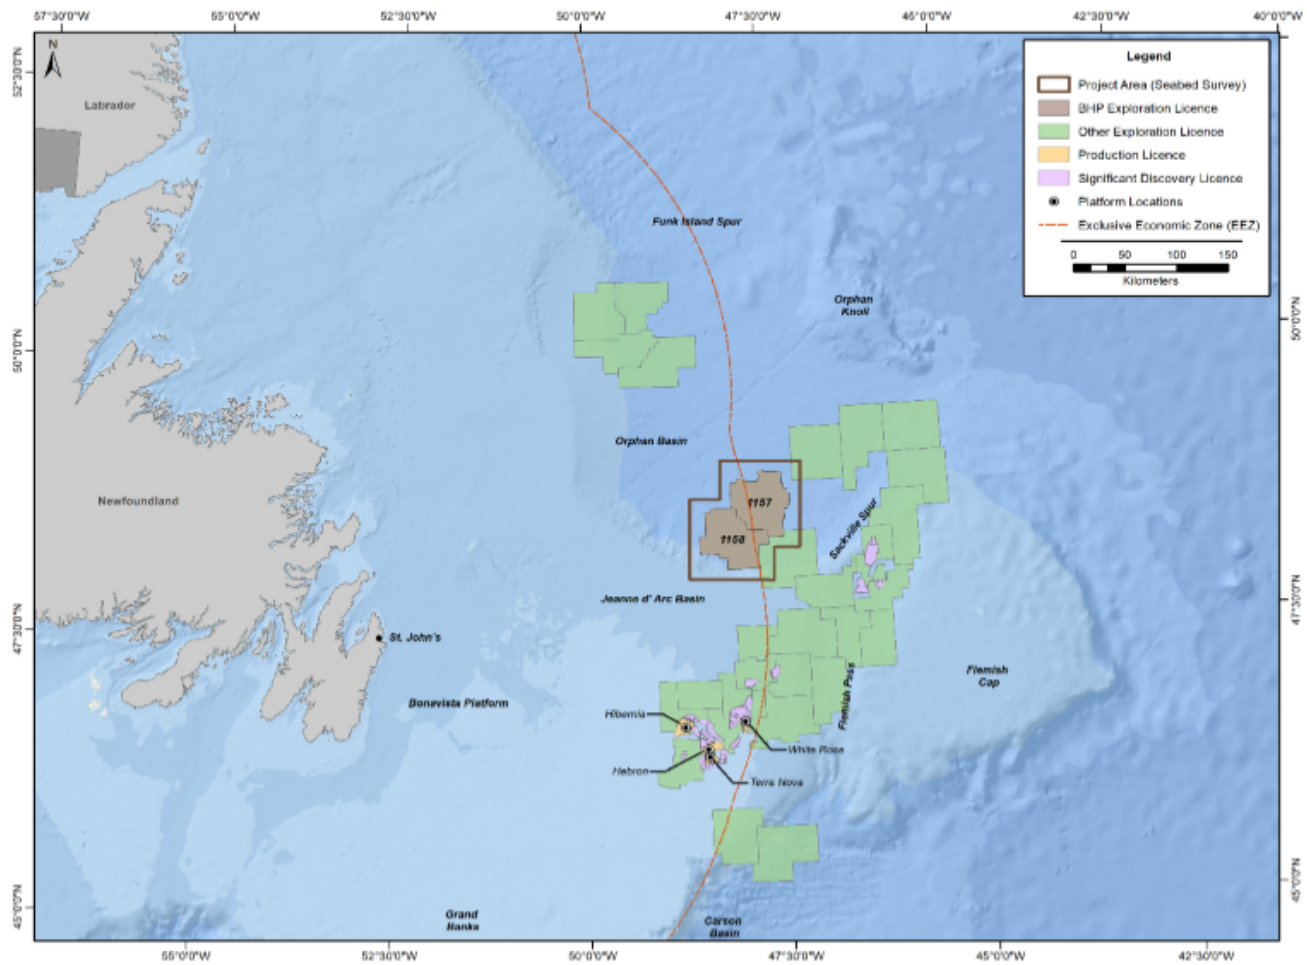 57°30'0"W 55°0'0"W 52°30'0"W 50°0'0"W 47°30'0"W 45°0'0"W 42°30'0"W 40°0'0"W
N
52°30'0"N
Labrador
Legend
Project Area (Seabed Survey)
BHP Exploration Licence
Other Exploration Licence
Production Licence
Significant Discovery Licence
Platform Locations
Exclusive Economic Zone (EEZ)
0 50 100 150
Kilometers
Funk Island Spur
Orphan
Knoll
50°0'0"N
50°0'0"N
Orphan Basin
Newfoundland
1157
1158
Sackville Spur
Jeanne d' Arc Basin
47°30'0"N
47°30'0"N
St. John's
Flemish
Cap
Flemish Pass
Bonavista Platform
Hibernia
White Rose
Hebron
Terra Nova
45°0'0"N
45°0'0"N
Grand
Banks
Carson
Basin
55°0'0"W 52°30'0"W 50°0'0"W 47°30'0"W 45°0'0"W 42°30'0"W